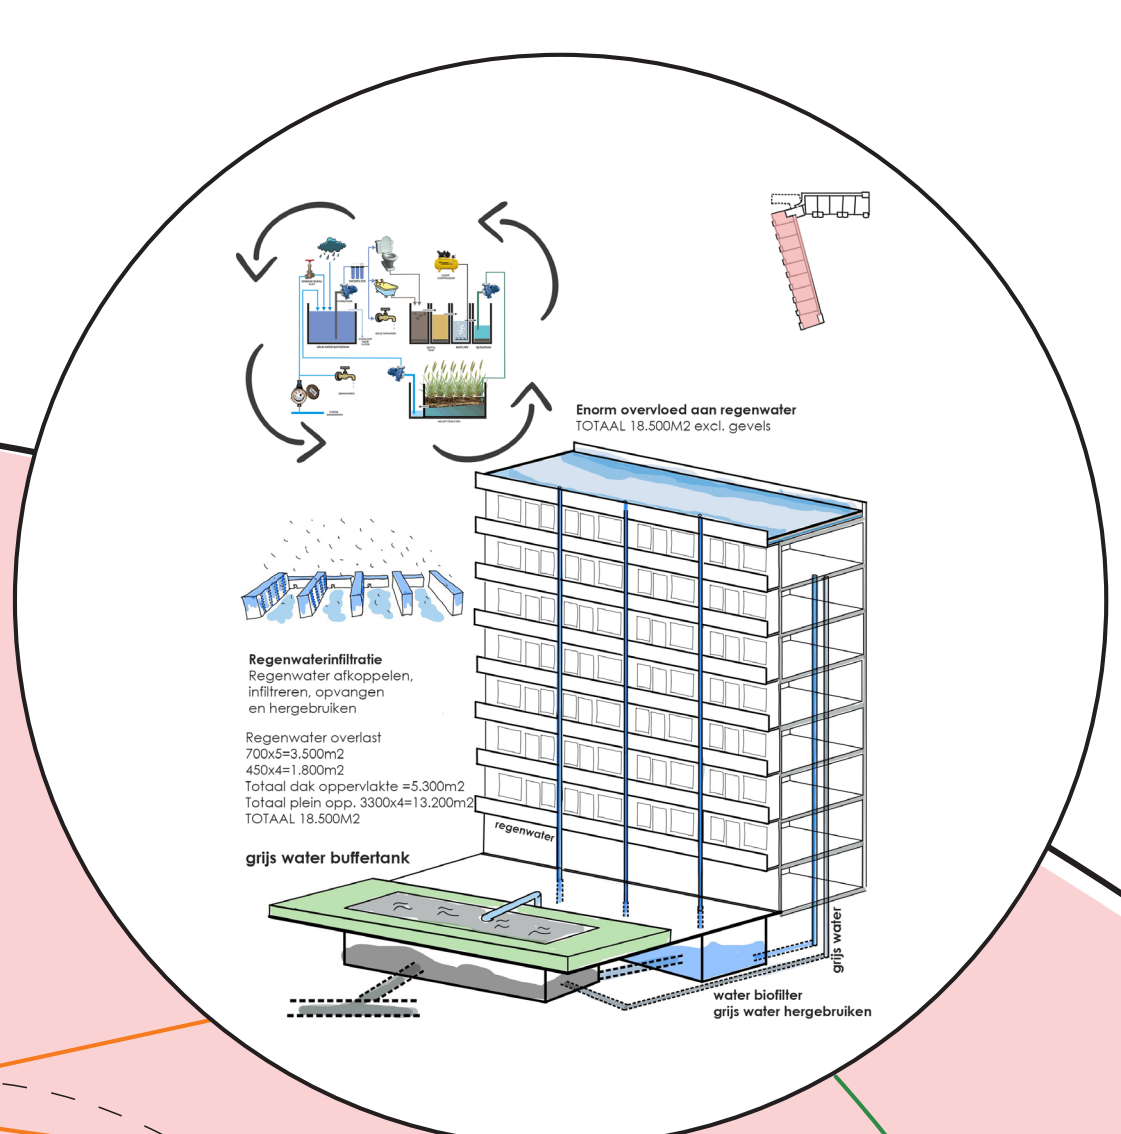 Enorm overvloed aan regenwater
TOTAAL 18.500M2 excl. gevels
Regenwaterinfiltratie
Regenwater afkoppelen,
infiltreren, opvangen
en hergebruiken
Regenwater overlast
700x5=3.500m2
450x4=1.800m2
Totaal dak oppervlakte =5.300m2
Totaal plein opp. 3300x4=13.200m2
TOTAAL 18.500M2
regenwater
grijs water buffertank
grijs water
water biofilter
grijs water hergebruiken